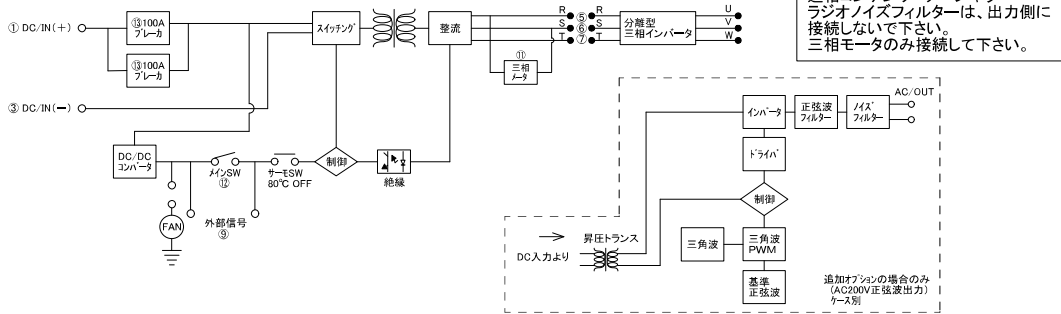 ① DC/IN(+)
⑬100A
ブレーカ
⑬100A
ブレーカ
③ DC/IN(-)
スイッチング
整流
R
S
T
⑤
⑥
⑦
R
S
T
分離型
三相インバータ
U
V
W
⑪
三相
メータ
ラジオノイズフィルターは、出力側に
接続しないで下さい。
三相モータのみ接続して下さい。
DC/DC
コンバータ
メインSW
⑫
サーモSW
80℃ OFF
制御
絶縁
FAN
外部信号
⑨
インバータ
正弦波
フィルター
ノイズ
フィルター
AC/OUT
ドライバ
制御
昇圧トランス
DC入力より
三角波
三角波
PWM
基準
正弦波
追加オプションの場合のみ
(AC200V正弦波出力)
ケース別